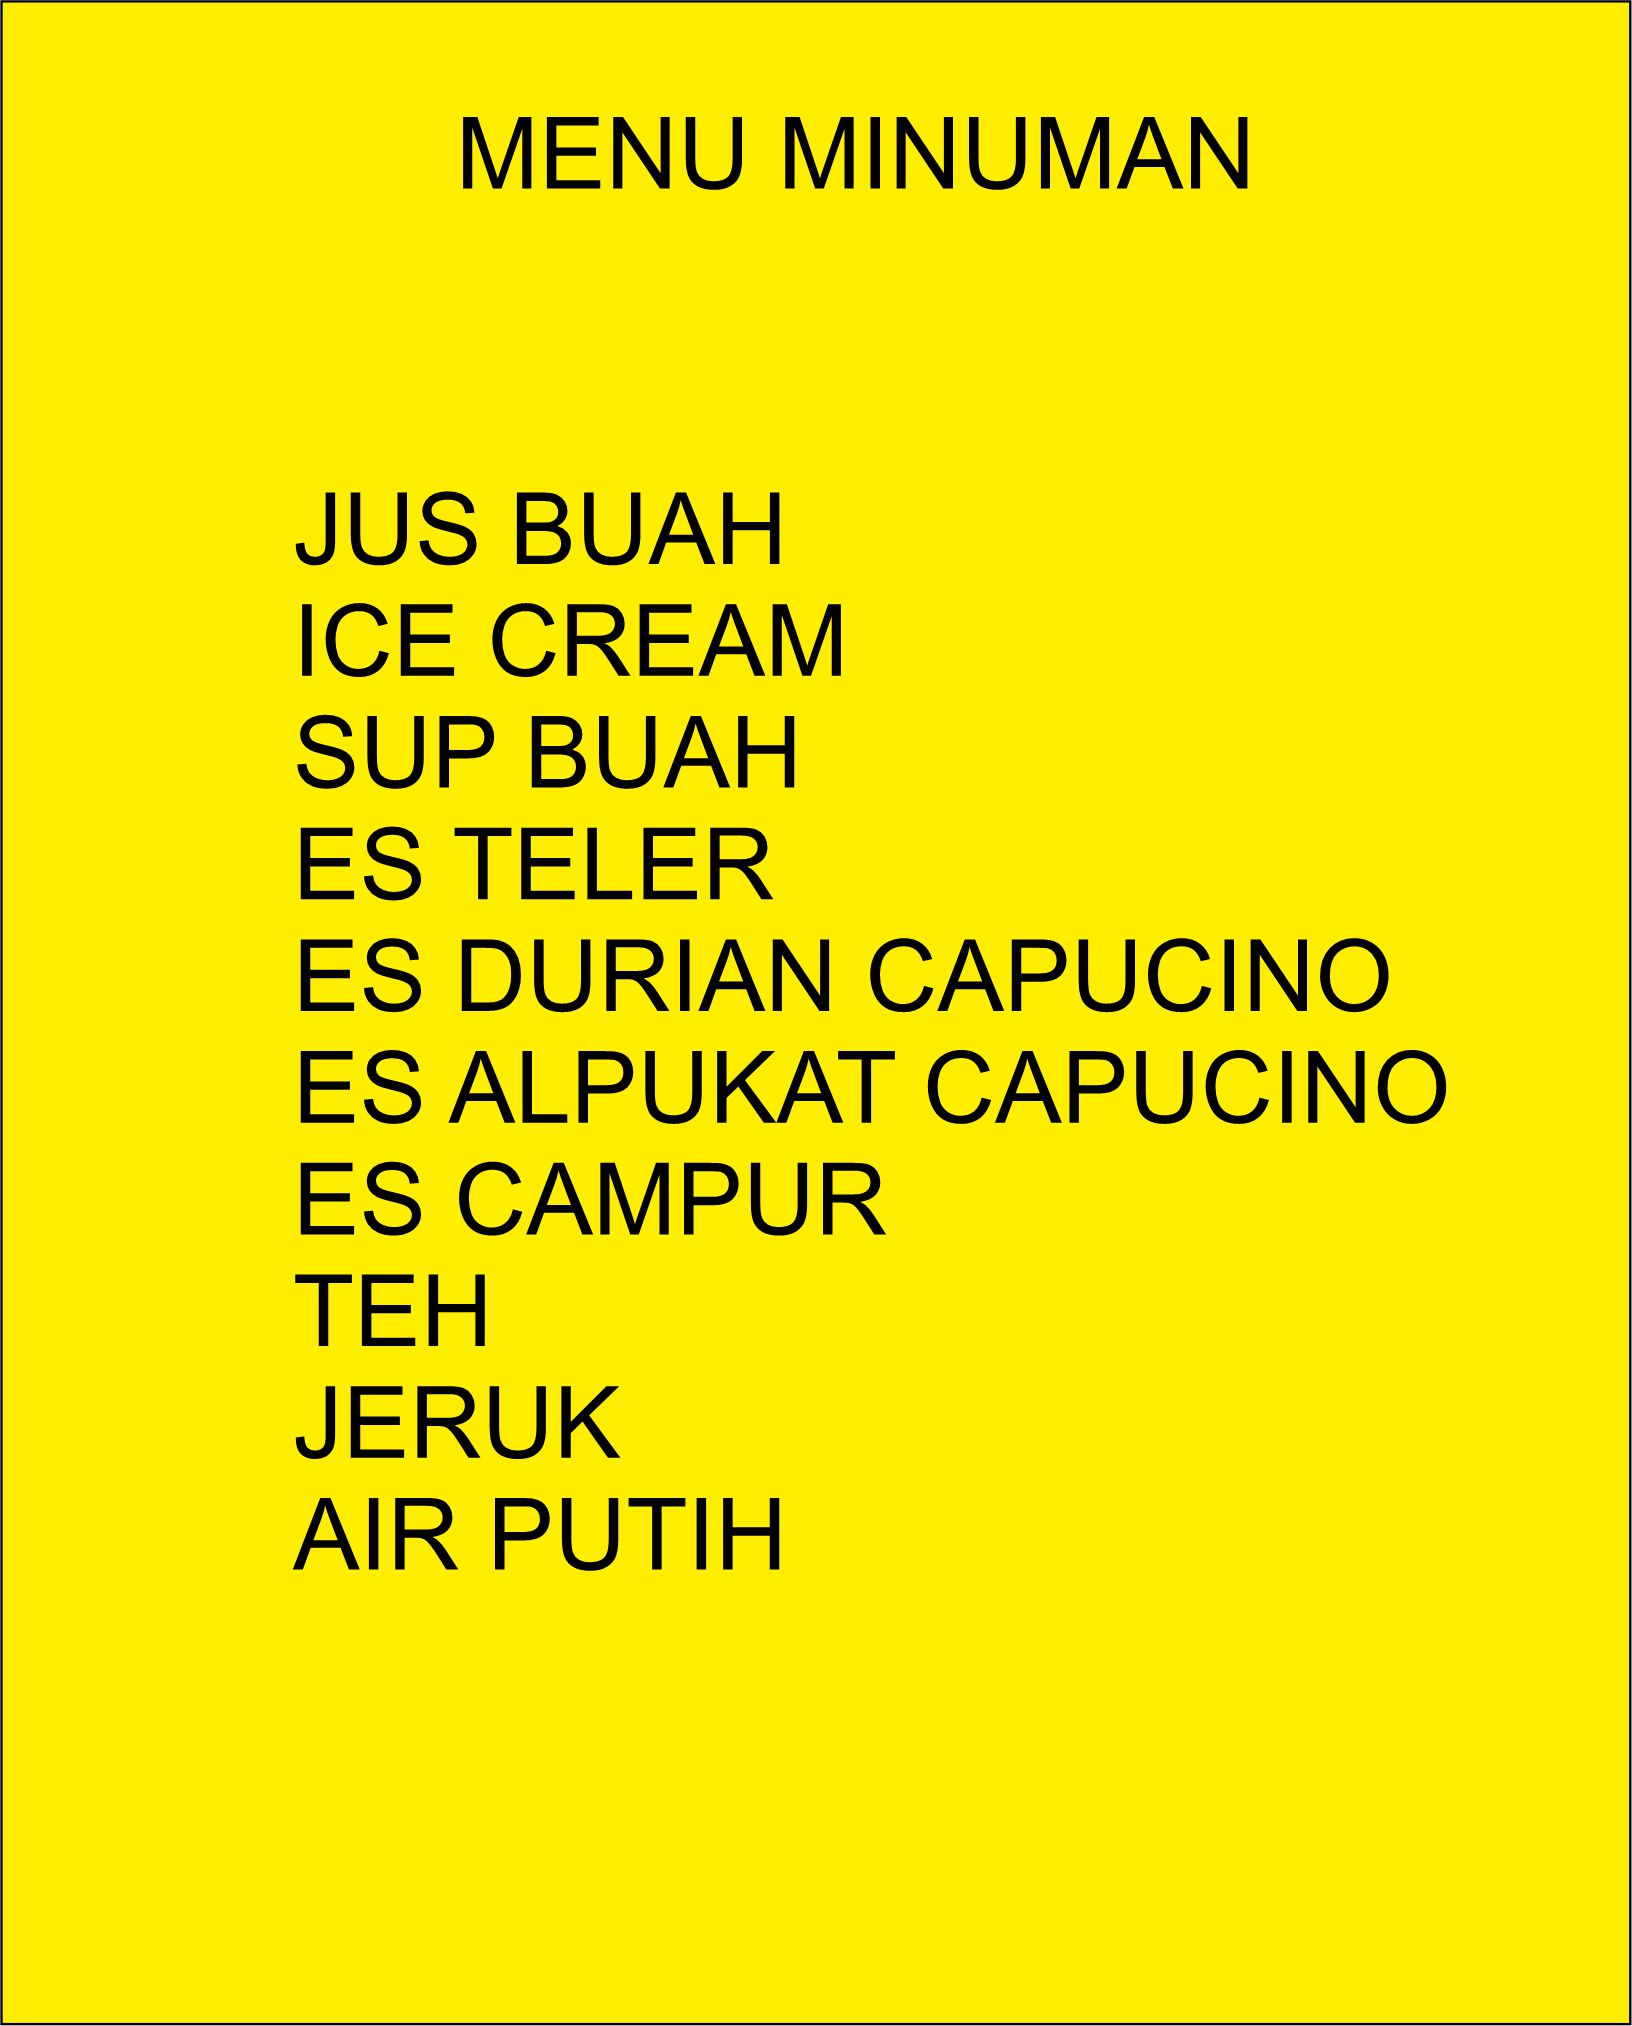 MENU MINUMAN
JUS BUAH
ICE CREAM
SUP BUAH
ES TELER
ES DURIAN CAPUCINO
ES ALPUKAT CAPUCINO
ES CAMPUR
TEH
JERUK
AIR PUTIH